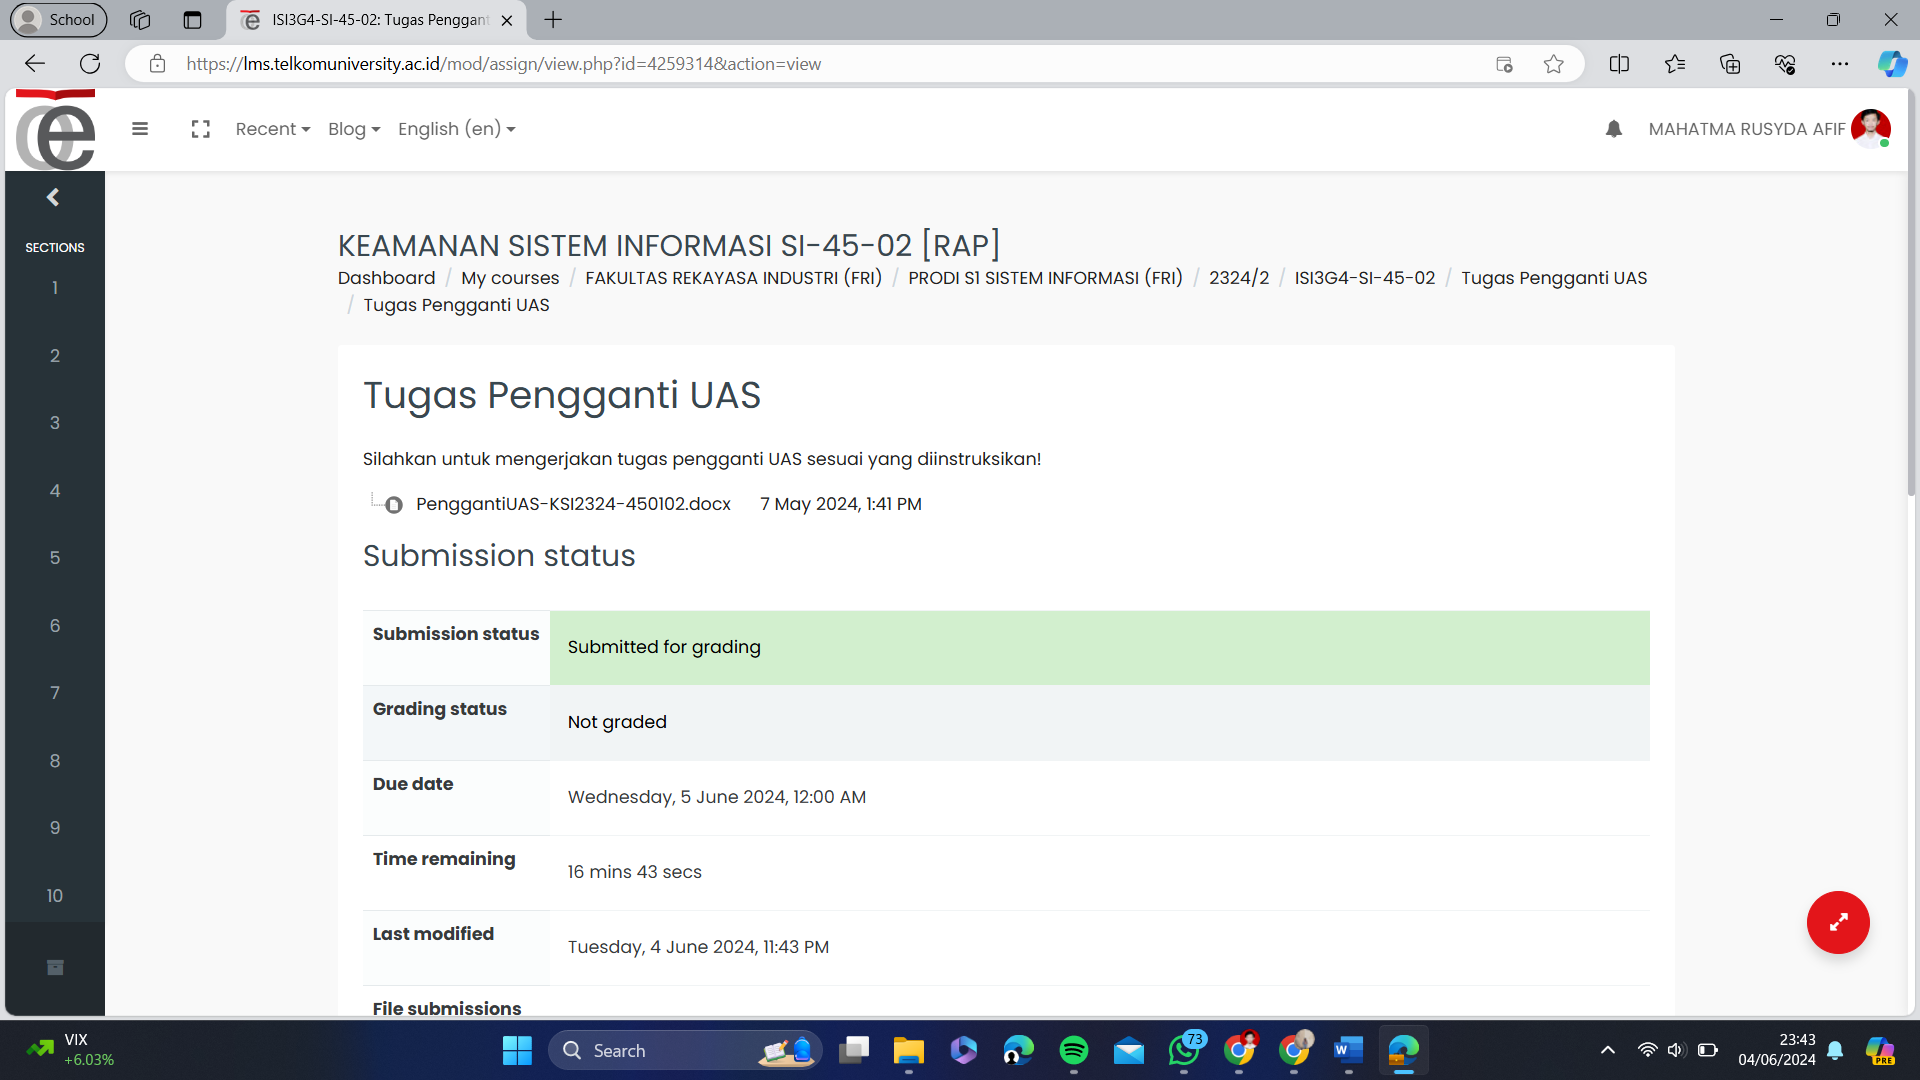 School
ISI3G4-SI-45-02: Tugas Penggant
https://lms.telkomuniversity.ac.id/mod/assign/view.php?id=4259314&action=view
Recent Blog English (en) MAHATMA RUSYDA AFIF
SECTIONS
1
2
3
4
5
6
7
8
9
10
KEAMANAN SISTEM INFORMASI SI-45-02 [RAP]
Dashboard / My courses / FAKULTAS REKAYASA INDUSTRI (FRI) / PRODI S1 SISTEM INFORMASI (FRI) / 2324/2 / ISI3G4-SI-45-02 / Tugas Pengganti UAS
/ Tugas Pengganti UAS
Tugas Pengganti UAS
Silahkan untuk mengerjakan tugas pengganti UAS sesuai yang diinstruksikan!
PenggantiUAS-KSI2324-450102.docx 7 May 2024, 1:41 PM
Submission status
Submission status Submitted for grading
Grading status Not graded
Due date Wednesday, 5 June 2024, 12:00 AM
Time remaining 16 mins 43 secs
Last modified Tuesday, 4 June 2024, 11:43 PM
File submissions
VIX
+6.03%
Search
73
23:43
04/06/2024
PRE